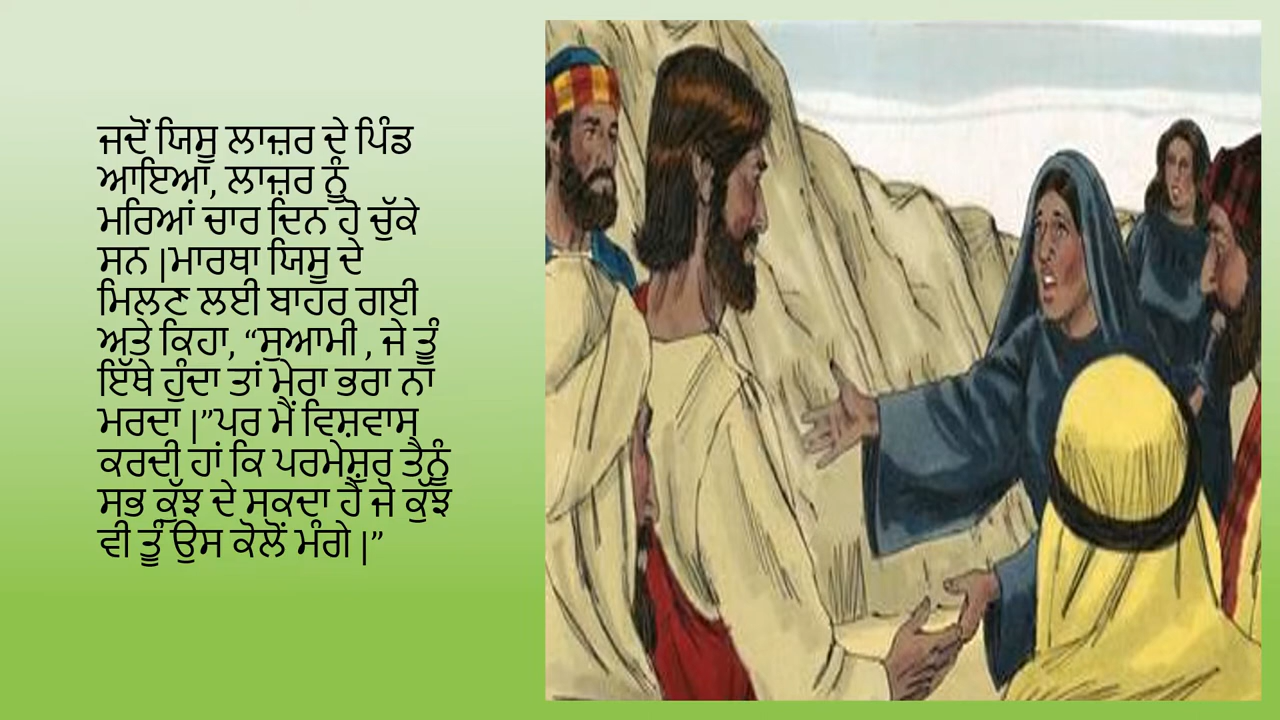 ਜਦੋਂ ਯਿਸੂ ਲਾਜ਼ਰ ਦੇ ਪਿੰਡ
ਆਇਆ, ਲਾਜ਼ਰ ਨੂੰ
ਮਰਿਆਂ ਚਾਰ ਦਿਨ ਹੋ ਚੁੱਕੇ
ਸਨ |ਮਾਰਥਾ ਯਿਸੂ ਦੇ
ਮਿਲਣ ਲਈ ਬਾਹਰ ਗਈ
ਅਤੇ ਕਿਹਾ, “ਸੁਆਮੀ , ਜੇ ਤੂੰ
ਇੱਥੇ ਹੁੰਦਾ ਤਾਂ ਮੇਰਾ ਭਰਾ ਨਾ
ਮਰਦਾ |”ਪਰ ਮੈਂ ਵਿਸ਼ਵਾਸ
ਕਰਦੀ ਹਾਂ ਕਿ ਪਰਮੇਸ਼ੁਰ ਤੈਨੂੰ
ਸਭ ਕੁੱਝ ਦੇ ਸਕਦਾ ਹੈ ਜੋ ਕੁੱਝ
ਵੀ ਤੂੰ ਉਸ ਕੋਲੋਂ ਮੰਗੇ |”